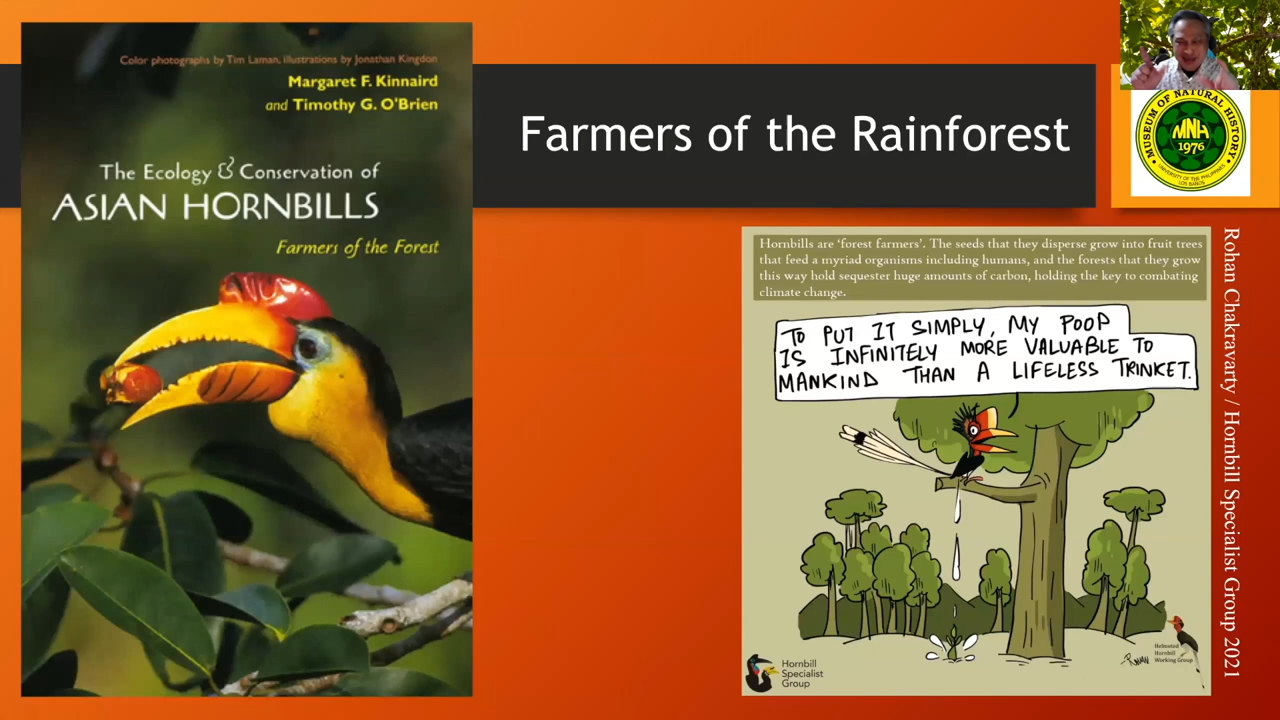 Color photographs by Tim Laman, illustrations by Jonathan Kingdon
Margaret F. Kinnaird
and Timothy G. O'Brien
The Ecology & Conservation of
ASIAN HORNBILLS
Farmers of the Forest
Farmers of the Rainforest
MUSEUM OF NATURAL HISTORY
MNH
1976
UNIVERSITY OF THE PHILIPPINES
LOS BAÑOS
Hornbills are 'forest farmers'. The seeds that they disperse grow into fruit trees
that feed a myriad organisms including humans, and the forests that they grow
this way hold sequester huge amounts of carbon, holding the key to combating
climate change.
TO PUT IT SIMPLY, MY POOP
IS INFINITELY MORE VALUABLE TO
MANKIND THAN A LIFELESS TRINKET.
Hornbill
Specialist
Group
Helmeted
Hornbill
Working Group
Rohan Chakravarty / Hornbill Specialist Group 2021